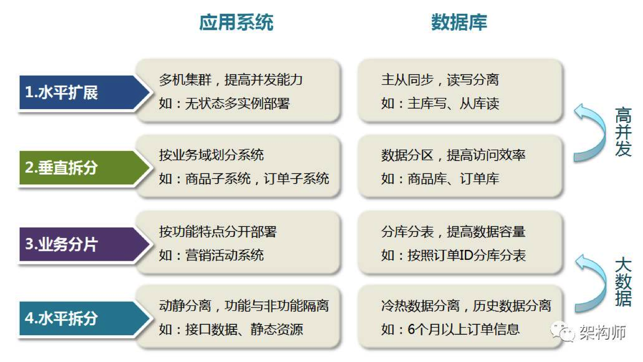 应用系统
数据库
1.水平扩展
多机集群，提高并发能力
如：无状态多实例部署
主从同步，读写分离
如：主库写、从库读
2.垂直拆分
按业务域划分系统
如：商品子系统，订单子系统
数据分区，提高访问效率
如：商品库、订单库
高并发
3.业务分片
按功能特点分开部署
如：营销活动系统
分库分表，提高数据容量
如：按照订单ID分库分表
4.水平拆分
动静分离，功能与非功能隔离
如：接口数据、静态资源
冷热数据分离，历史数据分离
如：6个月以上订单信息
大数据
架构师